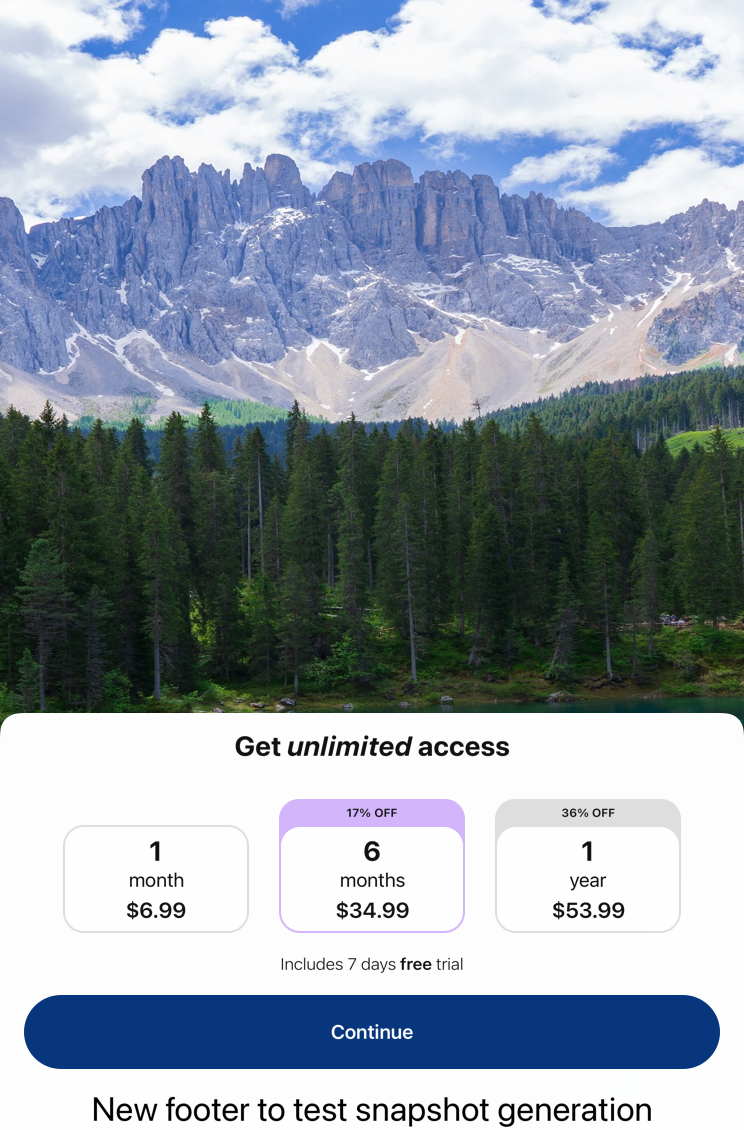 Get unlimited access
17% OFF
36% OFF
1
month
$6.99
6
months
$34.99
1
year
$53.99
Includes 7 days free trial
Continue
New footer to test snapshot generation